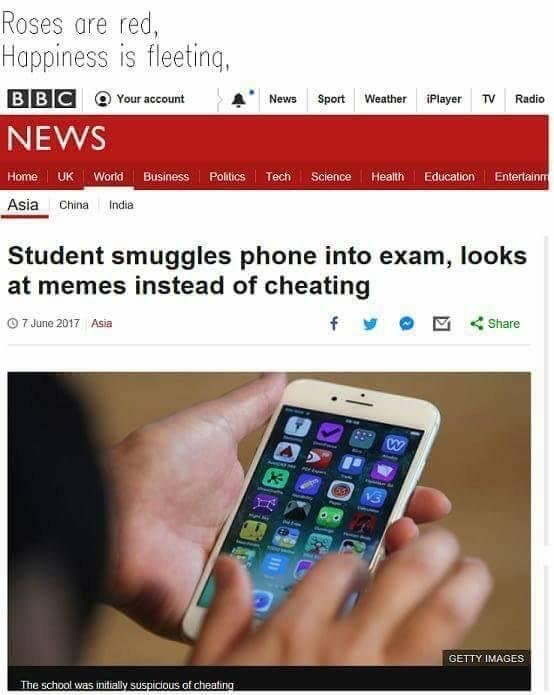 Roses are red,
Happiness is fleeting,
BBC Your account News Sport Weather iPlayer TV Radio
NEWS
Home UK World Business Politics Tech Science Health Education Entertainm
Asia China India
Student smuggles phone into exam, looks
at memes instead of cheating
7 June 2017 Asia Share
GETTY IMAGES
The school was initially suspicious of cheating